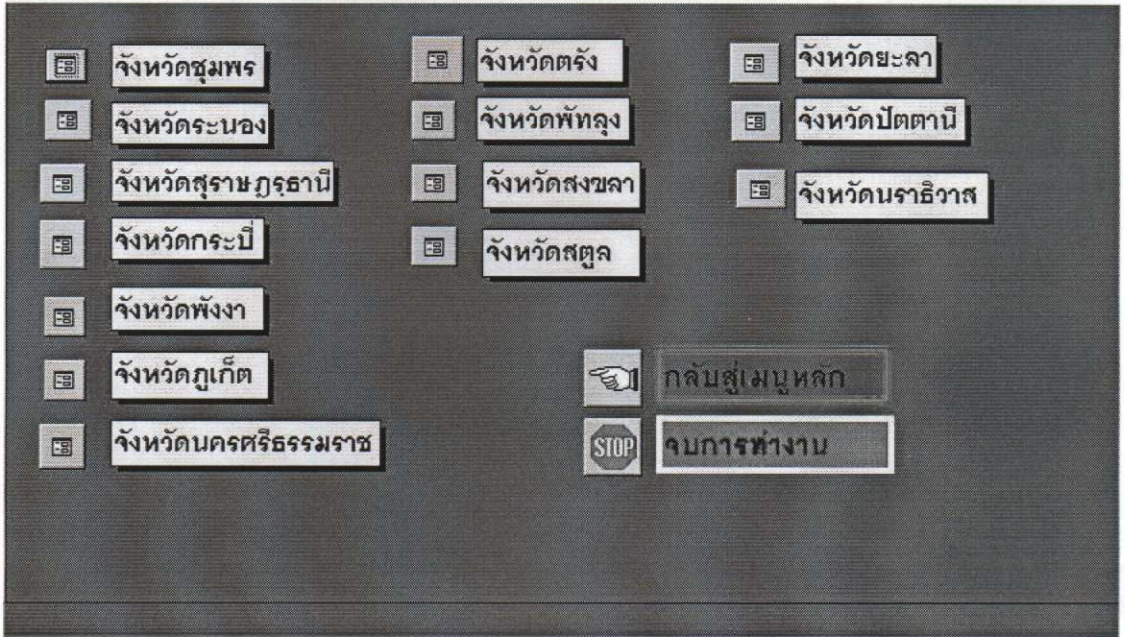 จังหวัดชุมพร
จังหวัดระนอง
จังหวัดสุราษฎร์ธานี
จังหวัดกระบี่
จังหวัดพังงา
จังหวัดภูเก็ต
จังหวัดนครศรีธรรมราช
จังหวัดตรัง
จังหวัดพัทลุง
จังหวัดสงขลา
จังหวัดสตูล
จังหวัดยะลา
จังหวัดปัตตานี
จังหวัดนราธิวาส
กลับสู่เมนูหลัก
STOP
จบการทำงาน